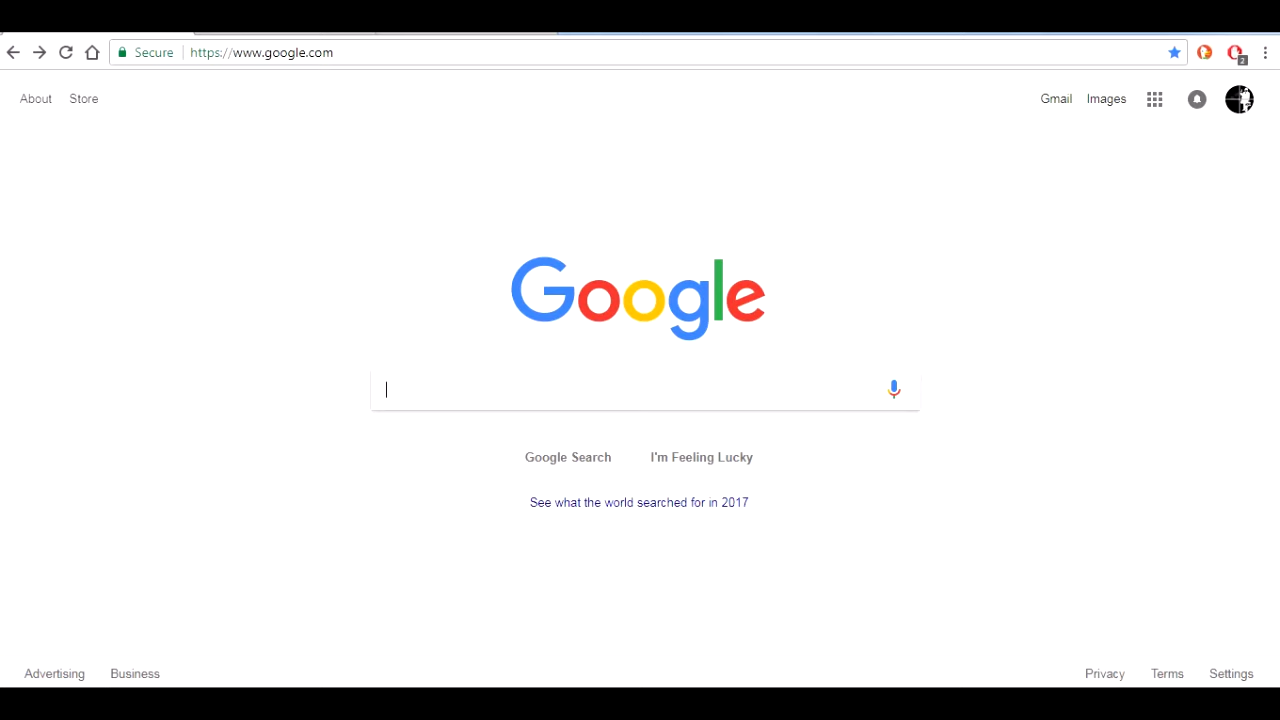 Secure https://www.google.com
2
About Store Gmail Images
Google
Google Search I'm Feeling Lucky
See what the world searched for in 2017
Advertising Business Privacy Terms Settings